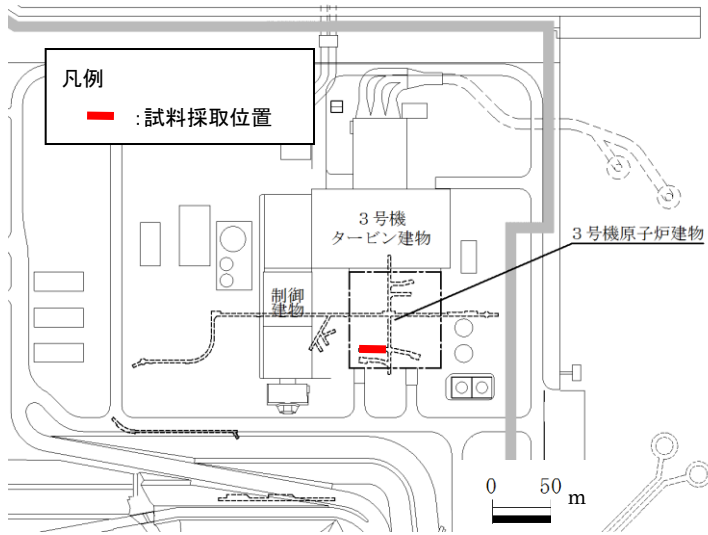 凡例
:試料採取位置
3号機
タービン建物
3号機原子炉建物
制御
建物
0 50 m